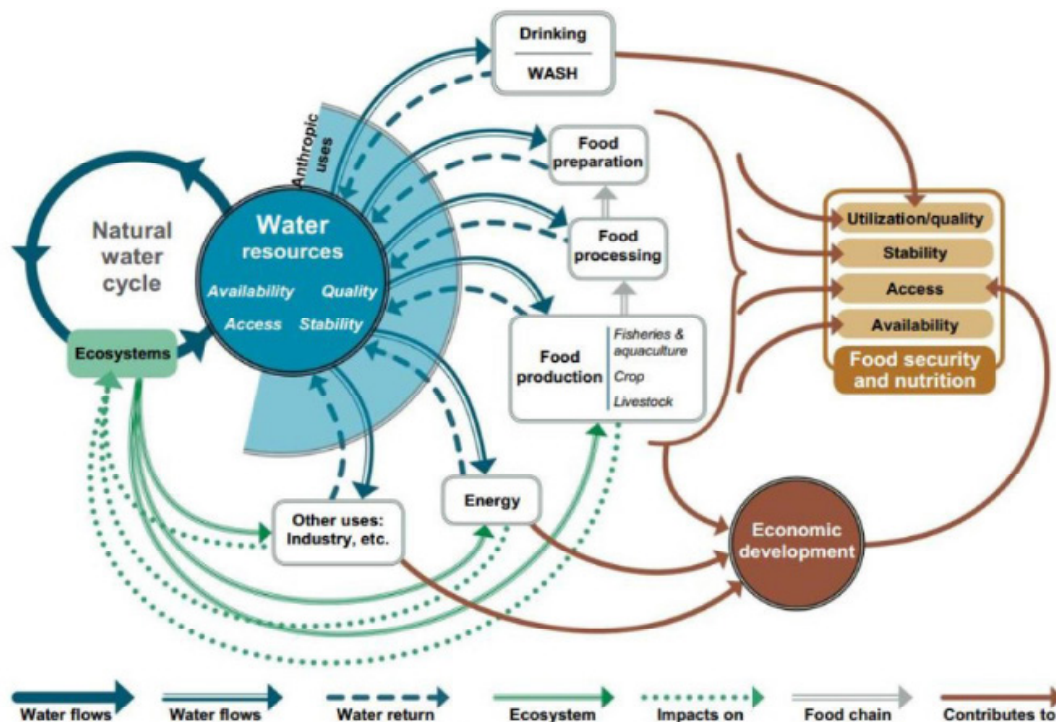 Drinking
WASH
Anthropic
uses
Food
preparation
Natural
water
cycle
Water
resources
Availability Quality
Access Stability
Food
processing
Utilization/quality
Stability
Access
Availability
Food security
and nutrition
Ecosystems
Food
production
Fisheries &
aquaculture
Crop
Livestock
Other uses:
Industry, etc.
Energy
Economic
development
Water flows
Water flows
Water return
Ecosystem
Impacts on
Food chain
Contributes to